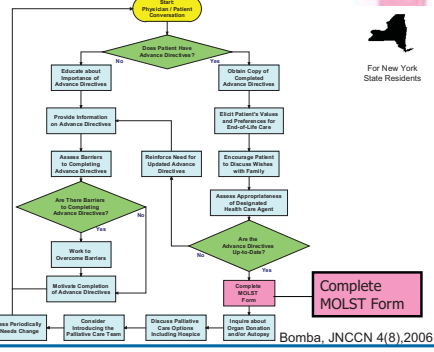 Start
Physician / Patient
Conversation
Does Patient Have
Advance Directives?
No
Yes
Educate about
Importance of
Advance Directives
Obtain Copy of
Completed
Advance Directives
For New York
State Residents
Provide Information
on Advance Directives
Elicit Patient's Values
and Preferences for
End-of-Life Care
Assess Barriers
to Completing
Advance Directives
Reinforce Need for
Updated Advance
Directives
Encourage Patient
to Discuss Wishes
with Family
Are There Barriers
to Completing
Advance Directives?
No
Yes
Assess Appropriateness
of Designated
Health Care Agent
Work to
Overcome Barriers
Are the
Advance Directives
Up-to-Date?
No
Yes
Motivate Completion
of Advance Directives
Complete
MOLST
Form
Complete
MOLST Form
Periodically
Needs Change
Consider
Introducing the
Palliative Care Team
Discuss Palliative
Care Options
Including Hospice
Inquire about
Organ Donation
and/or Autopsy
Bomba, JNCCN 4(8),2006